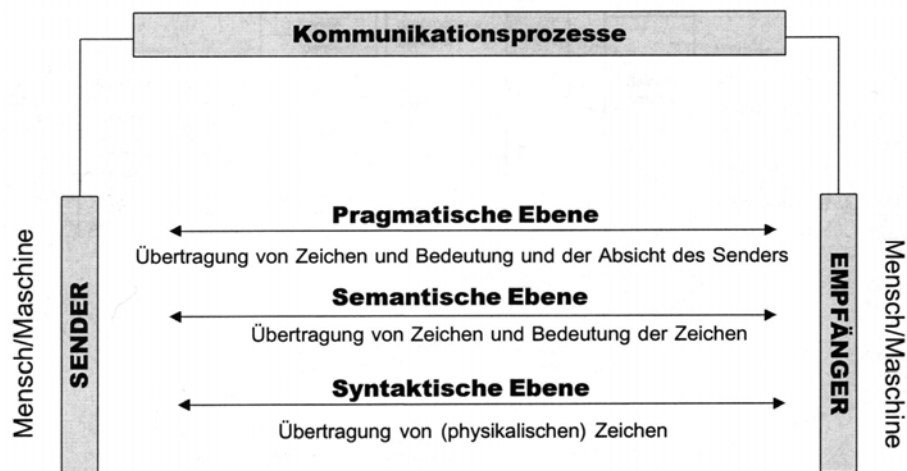 Kommunikationsprozesse
Mensch/Maschine
SENDER
Pragmatische Ebene
Übertragung von Zeichen und Bedeutung und der Absicht des Senders
Semantische Ebene
Übertragung von Zeichen und Bedeutung der Zeichen
Syntaktische Ebene
Übertragung von (physikalischen) Zeichen
EMPFÄNGER
Mensch/Maschine